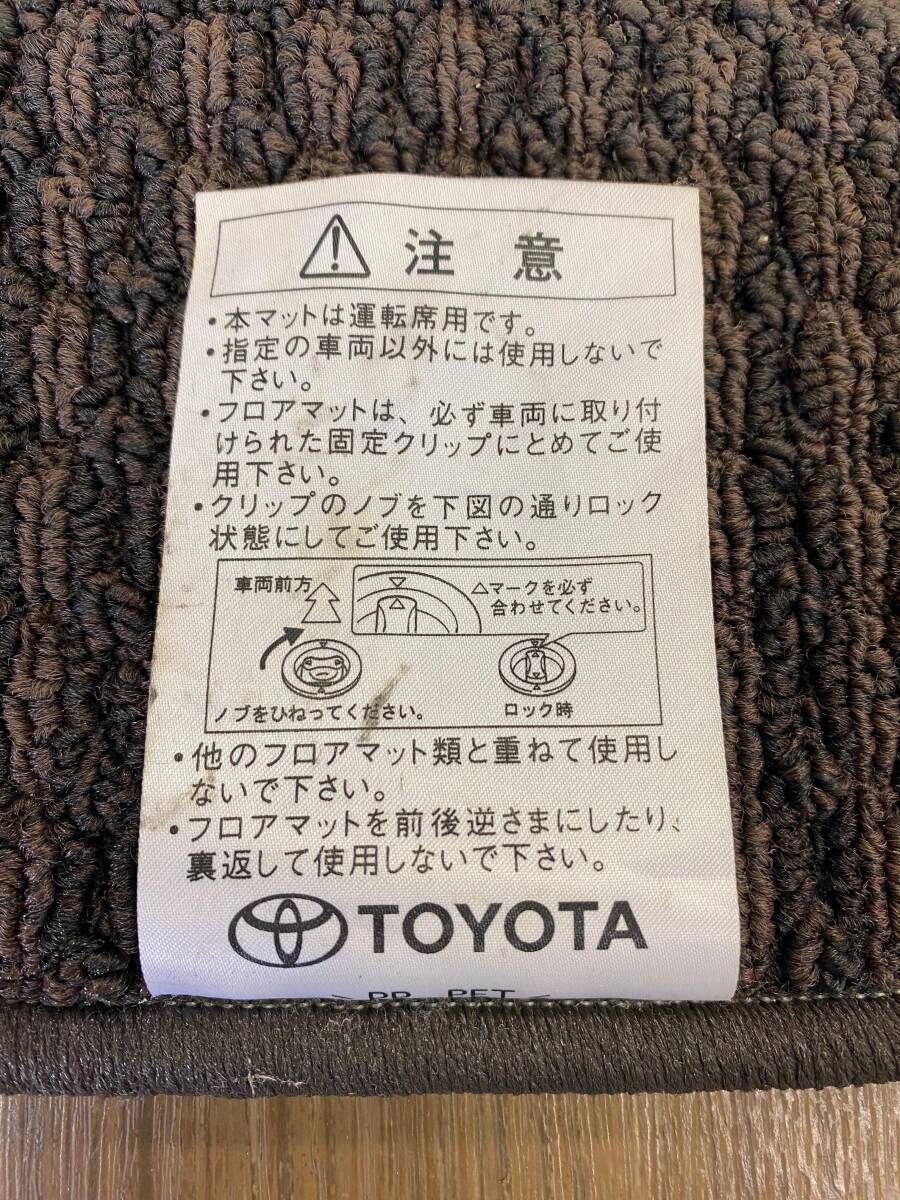 注意
・本マットは運転席用です。
・指定の車両以外には使用しないで
下さい。
・フロアマットは、必ず車両に取り付
けられた固定クリップにとめてご使
用下さい。
・クリップのノブを下図の通りロック
状態にしてご使用下さい。
車両前方
△マークを必ず
合わせてください。
ノブをひねってください。
ロック時
・他のフロアマット類と重ねて使用し
ないで下さい。
・フロアマットを前後逆さまにしたり、
裏返して使用しないで下さい。
TOYOTA
PP PET